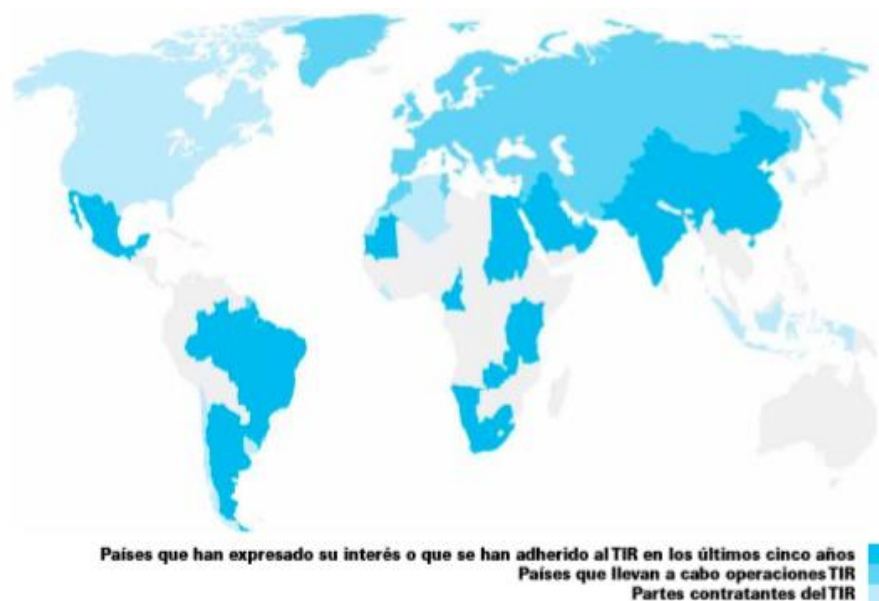 Países que han expresado su interés o que se han adherido al TIR en los últimos cinco años
Países que llevan a cabo operaciones TIR
Partes contratantes del TIR